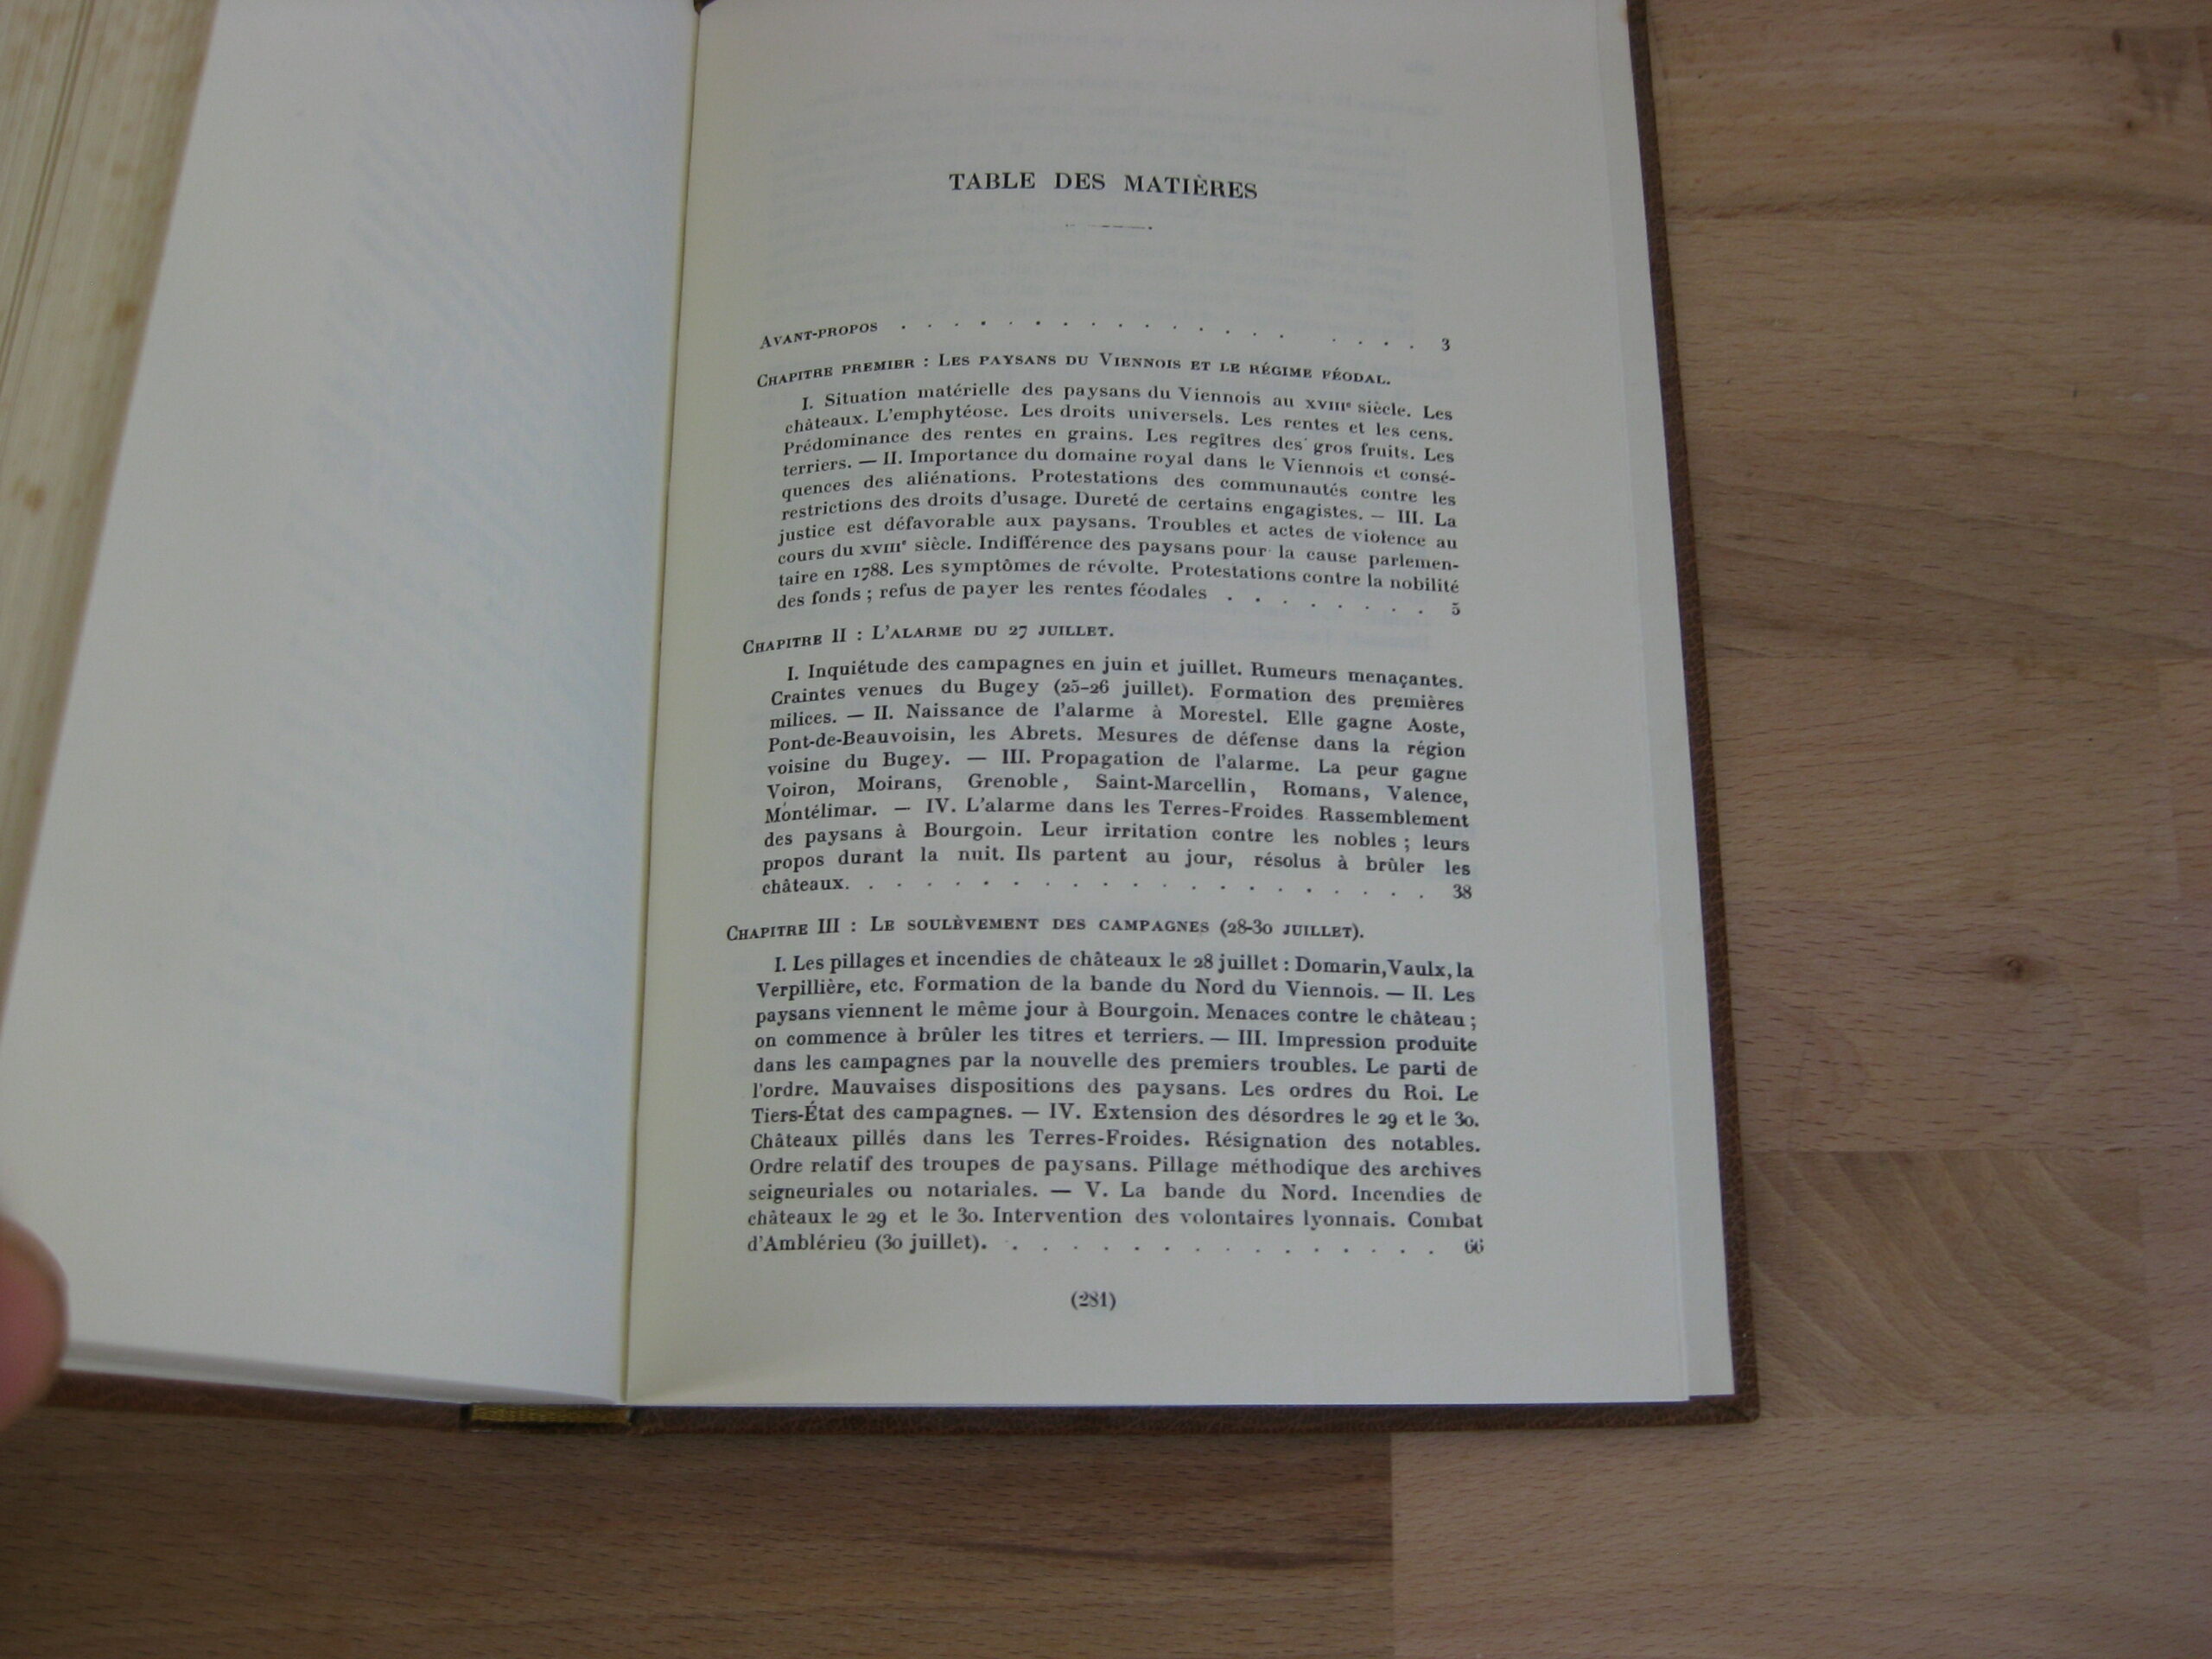 TABLE DES MATIÈRES
AVANT-PROPOS . . . . . . . . . . . . . . . . . . . 3
CHAPITRE PREMIER : LES PAYSANS DU VIENNOIS ET LE RÉGIME FÉODAL.
I. Situation matérielle des paysans du Viennois au XVIIIe siècle. Les
châteaux. L'emphytéose. Les droits universels. Les rentes et les cens.
Prédominance des rentes en grains. Les regîtres des gros fruits. Les
terriers. — II. Importance du domaine royal dans le Viennois et consé-
quences des aliénations. Protestations des communautés contre les
restrictions des droits d'usage. Dureté de certains engagistes. — III. La
justice est défavorable aux paysans. Troubles et actes de violence au
cours du XVIIIe siècle. Indifférence des paysans pour la cause parlemen-
taire en 1788. Les symptômes de révolte. Protestations contre la nobilité
des fonds ; refus de payer les rentes féodales . . . . . . . . 5
CHAPITRE II : L'ALARME DU 27 JUILLET.
I. Inquiétude des campagnes en juin et juillet. Rumeurs menaçantes.
Craintes venues du Bugey (25-26 juillet). Formation des premières
milices. — II. Naissance de l'alarme à Morestel. Elle gagne Aoste,
Pont-de-Beauvoisin, les Abrets. Mesures de défense dans la région
voisine du Bugey. — III. Propagation de l'alarme. La peur gagne
Voiron, Moirans, Grenoble, Saint-Marcellin, Romans, Valence,
Montélimar. — IV. L'alarme dans les Terres-Froides. Rassemblement
des paysans à Bourgoin. Leur irritation contre les nobles ; leurs
propos durant la nuit. Ils partent au jour, résolus à brûler les
châteaux. . . . . . . . . . . . . . . . . . . . . 38
CHAPITRE III : LE SOULÈVEMENT DES CAMPAGNES (28-30 JUILLET).
I. Les pillages et incendies de châteaux le 28 juillet : Domarin, Vaulx, la
Verpillière, etc. Formation de la bande du Nord du Viennois. — II. Les
paysans viennent le même jour à Bourgoin. Menaces contre le château ;
on commence à brûler les titres et terriers. — III. Impression produite
dans les campagnes par la nouvelle des premiers troubles. Le parti de
l'ordre. Mauvaises dispositions des paysans. Les ordres du Roi. Le
Tiers-État des campagnes. — IV. Extension des désordres le 29 et le 30.
Châteaux pillés dans les Terres-Froides. Résignation des notables.
Ordre relatif des troupes de paysans. Pillage méthodique des archives
seigneuriales ou notariales. — V. La bande du Nord. Incendies de
châteaux le 29 et le 30. Intervention des volontaires lyonnais. Combat
d'Amblérieu (30 juillet). . . . . . . . . . . . . . . . 66
(281)